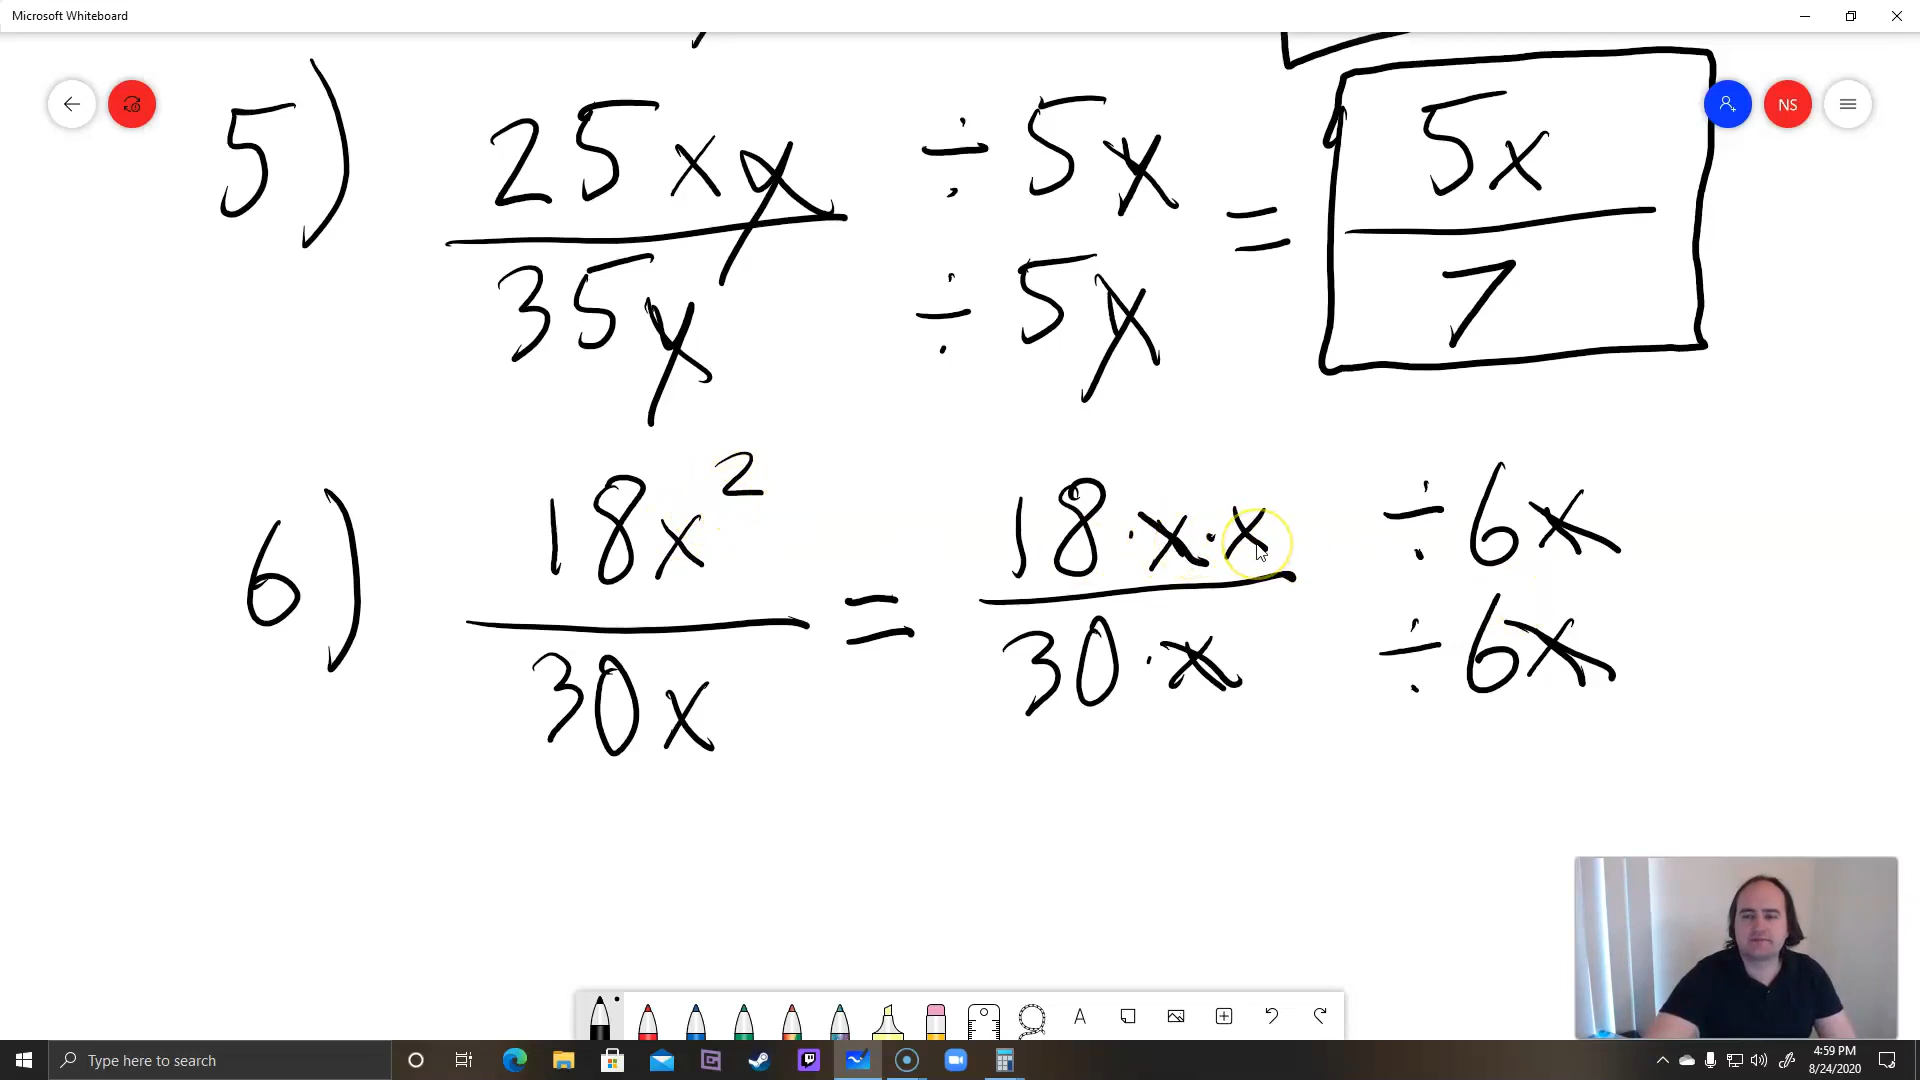 Microsoft Whiteboard
NS
5) 25xy/35y ÷ 5y/÷ 5y = 5x/7
6) 18x²/30x = 18·x·x/30·x ÷ 6x/÷ 6x
A
Type here to search
4:59 PM
8/24/2020